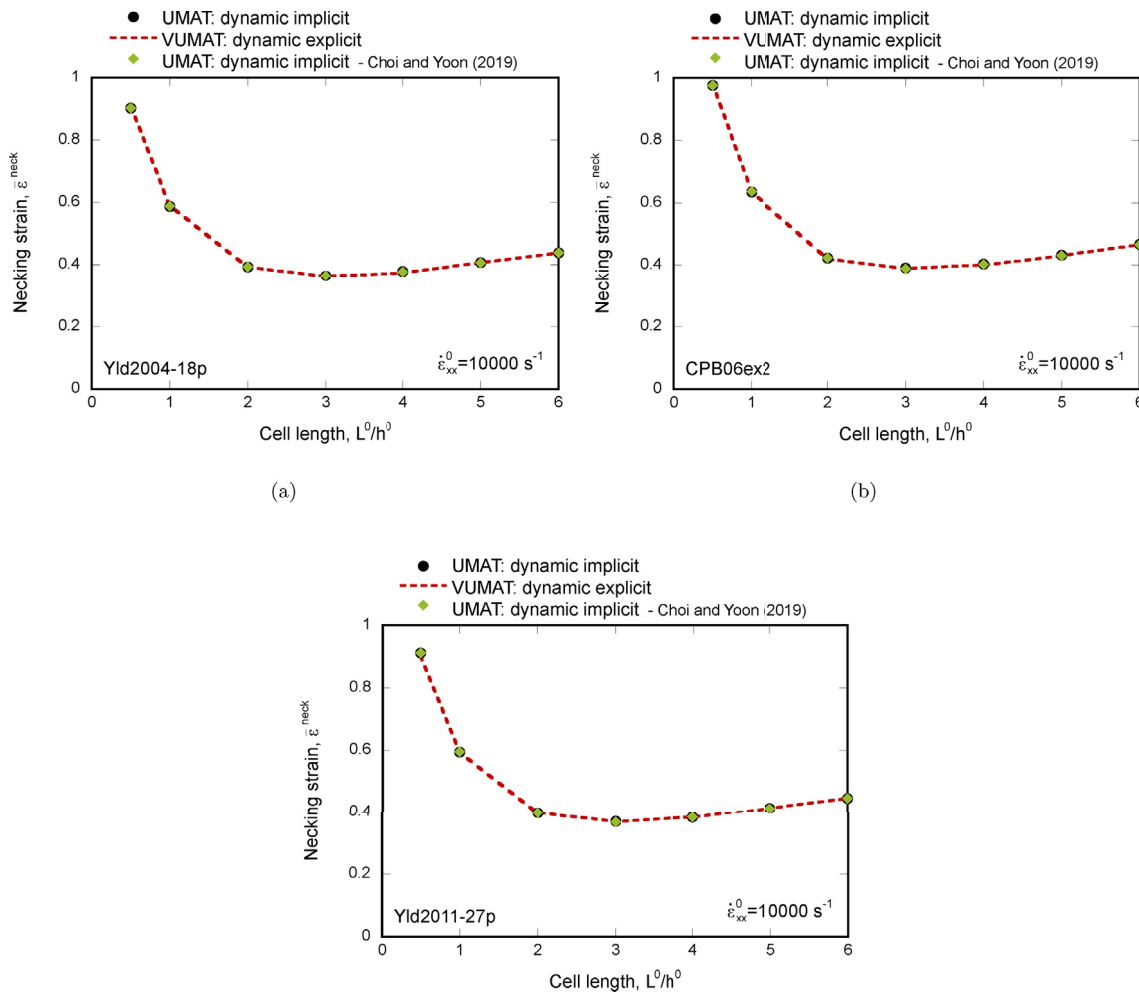 UMAT: dynamic implicit
VUMAT: dynamic explicit
UMAT: dynamic implicit - Choi and Yoon (2019)
1
0.8
0.6
0.4
0.2
0
Necking strain, ε̄ⁿᵉᶜᵏ
Yld2004-18p
ε̇⁰ₓₓ=10000 s⁻¹
0 1 2 3 4 5 6
Cell length, L⁰/h⁰
(a)
UMAT: dynamic implicit
VUMAT: dynamic explicit
UMAT: dynamic implicit - Choi and Yoon (2019)
1
0.8
0.6
0.4
0.2
0
Necking strain, ε̄ⁿᵉᶜᵏ
CPB06ex2
ε̇⁰ₓₓ=10000 s⁻¹
0 1 2 3 4 5 6
Cell length, L⁰/h⁰
(b)
UMAT: dynamic implicit
VUMAT: dynamic explicit
UMAT: dynamic implicit - Choi and Yoon (2019)
1
0.8
0.6
0.4
0.2
0
Necking strain, ε̄ⁿᵉᶜᵏ
Yld2011-27p
ε̇⁰ₓₓ=10000 s⁻¹
0 1 2 3 4 5 6
Cell length, L⁰/h⁰